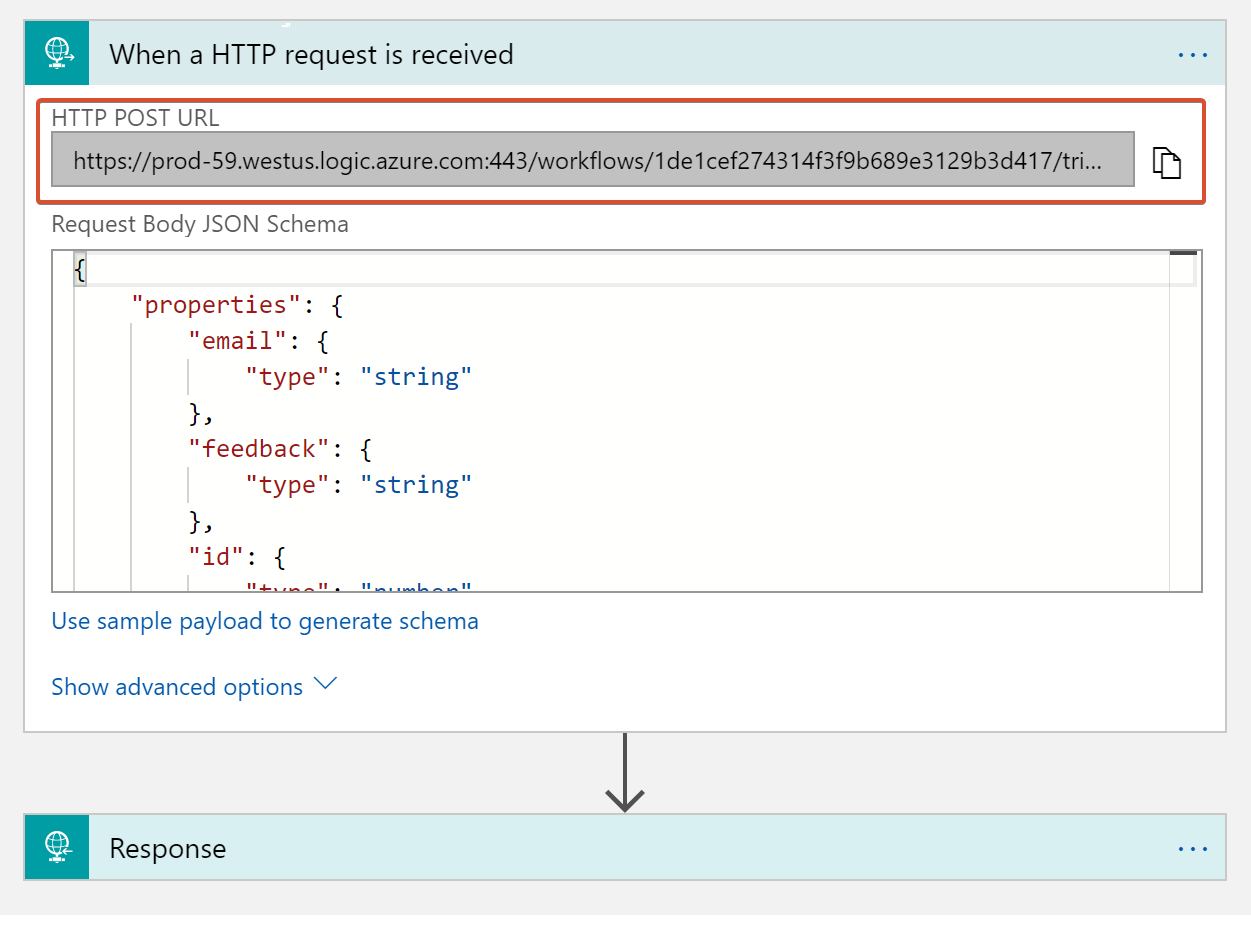 When a HTTP request is received
HTTP POST URL
https://prod-59.westus.logic.azure.com:443/workflows/1de1cef274314f3f9b689e3129b3d417/tri...
Request Body JSON Schema
{
"properties": {
"email": {
"type": "string"
},
"feedback": {
"type": "string"
},
"id": {
"type": "number"
Use sample payload to generate schema
Show advanced options
Response